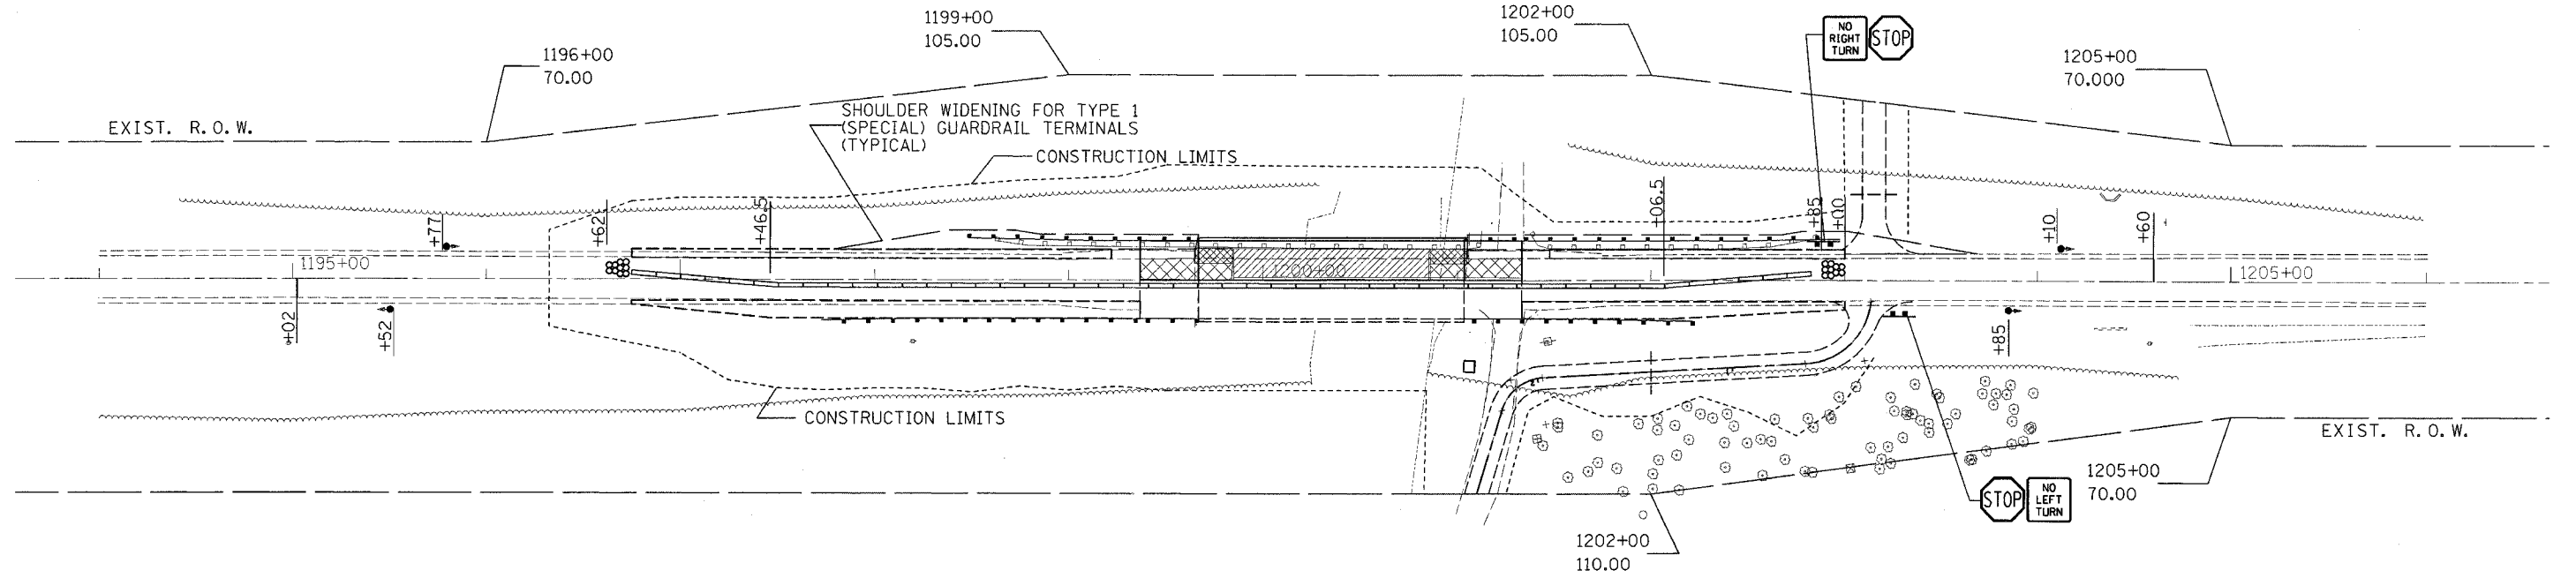 1199+00
105.00
1202+00
105.00
NO
RIGHT
TURN
STOP
1196+00
70.00
1205+00
70.000
EXIST. R.O.W.
SHOULDER WIDENING FOR TYPE 1
(SPECIAL) GUARDRAIL TERMINALS
(TYPICAL)
CONSTRUCTION LIMITS
+77
+62
+46.5
+06.5
+85
+00
+10
+60
1195+00
1200+00
1205+00
+02
+52
+85
CONSTRUCTION LIMITS
EXIST. R.O.W.
1205+00
70.00
STOP
NO
LEFT
TURN
1202+00
110.00